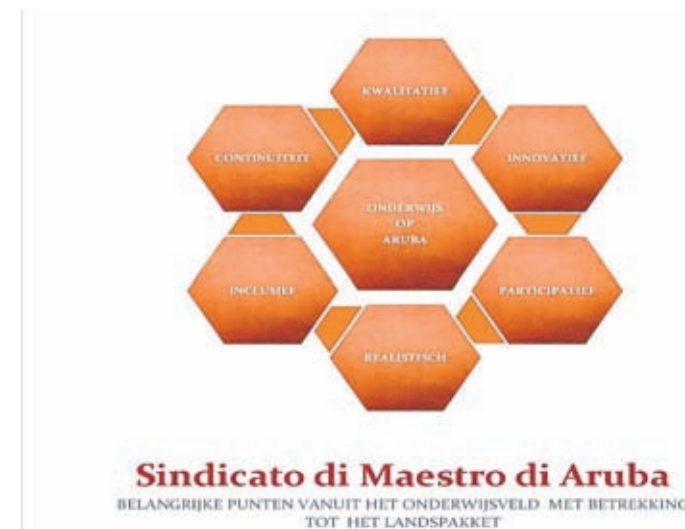 KWALITATIEF
CONTINUTEIT
INNOVATIEF
ONDERWIJS
OP
ARUBA
INCLUSIEF
PARTICIPATIEF
REALISTISCH
Sindicato di Maestro di Aruba
BELANGRIJKE PUNTEN VANUIT HET ONDERWIJSVELD MET BETREKKING
TOT HET LANDSPAKKET